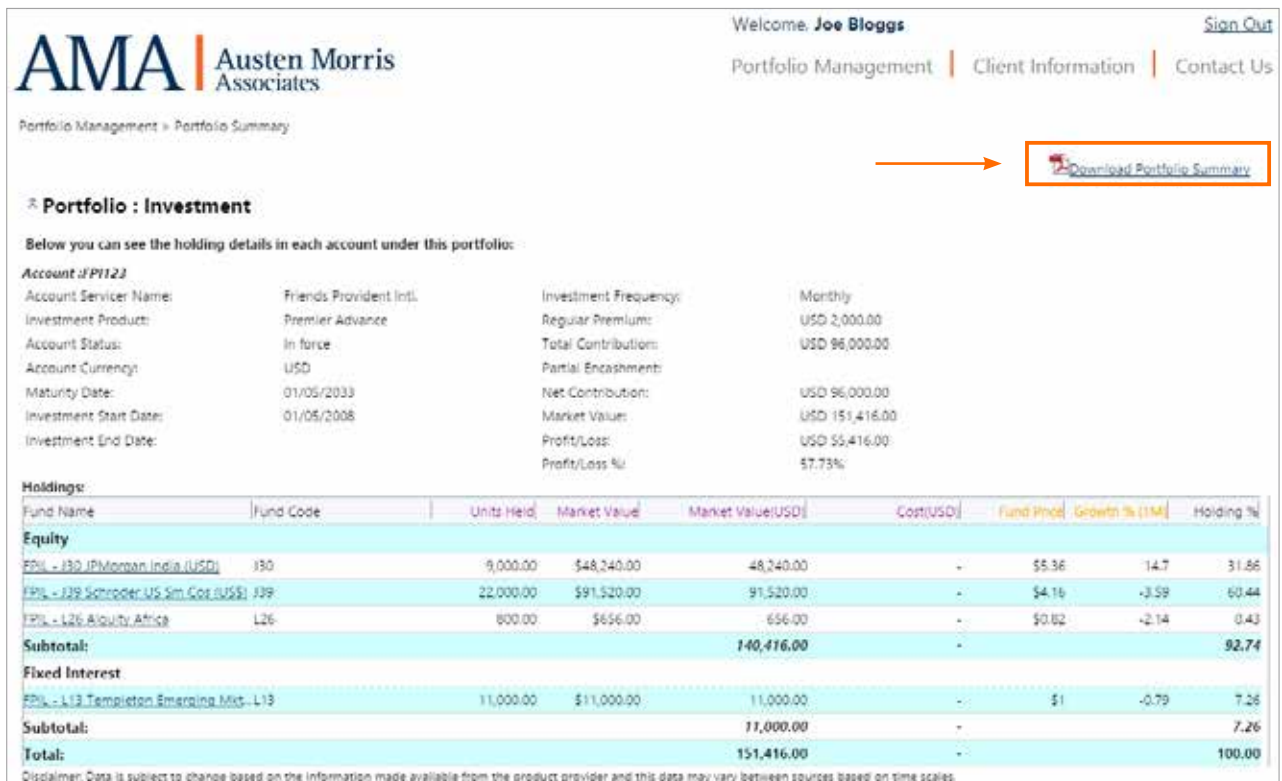 Welcome, Joe Bloggs Sign Out
AMA Austen Morris Associates
Portfolio Management Client Information Contact Us
Portfolio Management » Portfolio Summary
Download Portfolio Summary
Portfolio : Investment
Below you can see the holding details in each account under this portfolio:
Account :FPI123
Account Servicer Name: Friends Provident Intl. Investment Frequency: Monthly
Investment Product: Premier Advance Regular Premium: USD 2,000.00
Account Status: In force Total Contribution: USD 96,000.00
Account Currency: USD Partial Encashment:
Maturity Date: 01/05/2033 Net Contribution: USD 96,000.00
Investment Start Date: 01/05/2008 Market Value: USD 151,416.00
Investment End Date: Profit/Loss: USD 55,416.00
Profit/Loss %: 57.73%
Holdings:
Fund Name Fund Code Units Held Market Value Market Value(USD) Cost(USD) Fund Price Growth % (1M) Holding %
Equity
FPIL - J30 JPMorgan India (USD) J30 9,000.00 $48,240.00 48,240.00 - $5.36 14.7 31.86
FPIL - J39 Schroder US Sm Cos (US$) J39 22,000.00 $91,520.00 91,520.00 - $4.16 -3.59 60.44
FPIL - L26 Alquity Africa L26 800.00 $656.00 656.00 - $0.82 -2.14 0.43
Subtotal: 140,416.00 - 92.74
Fixed Interest
FPIL - L13 Templeton Emerging Mkt.. L13 11,000.00 $11,000.00 11,000.00 - $1 -0.79 7.26
Subtotal: 11,000.00 - 7.26
Total: 151,416.00 - 100.00
Disclaimer: Data is subject to change based on the information made available from the product provider and this data may vary between sources based on time scales.